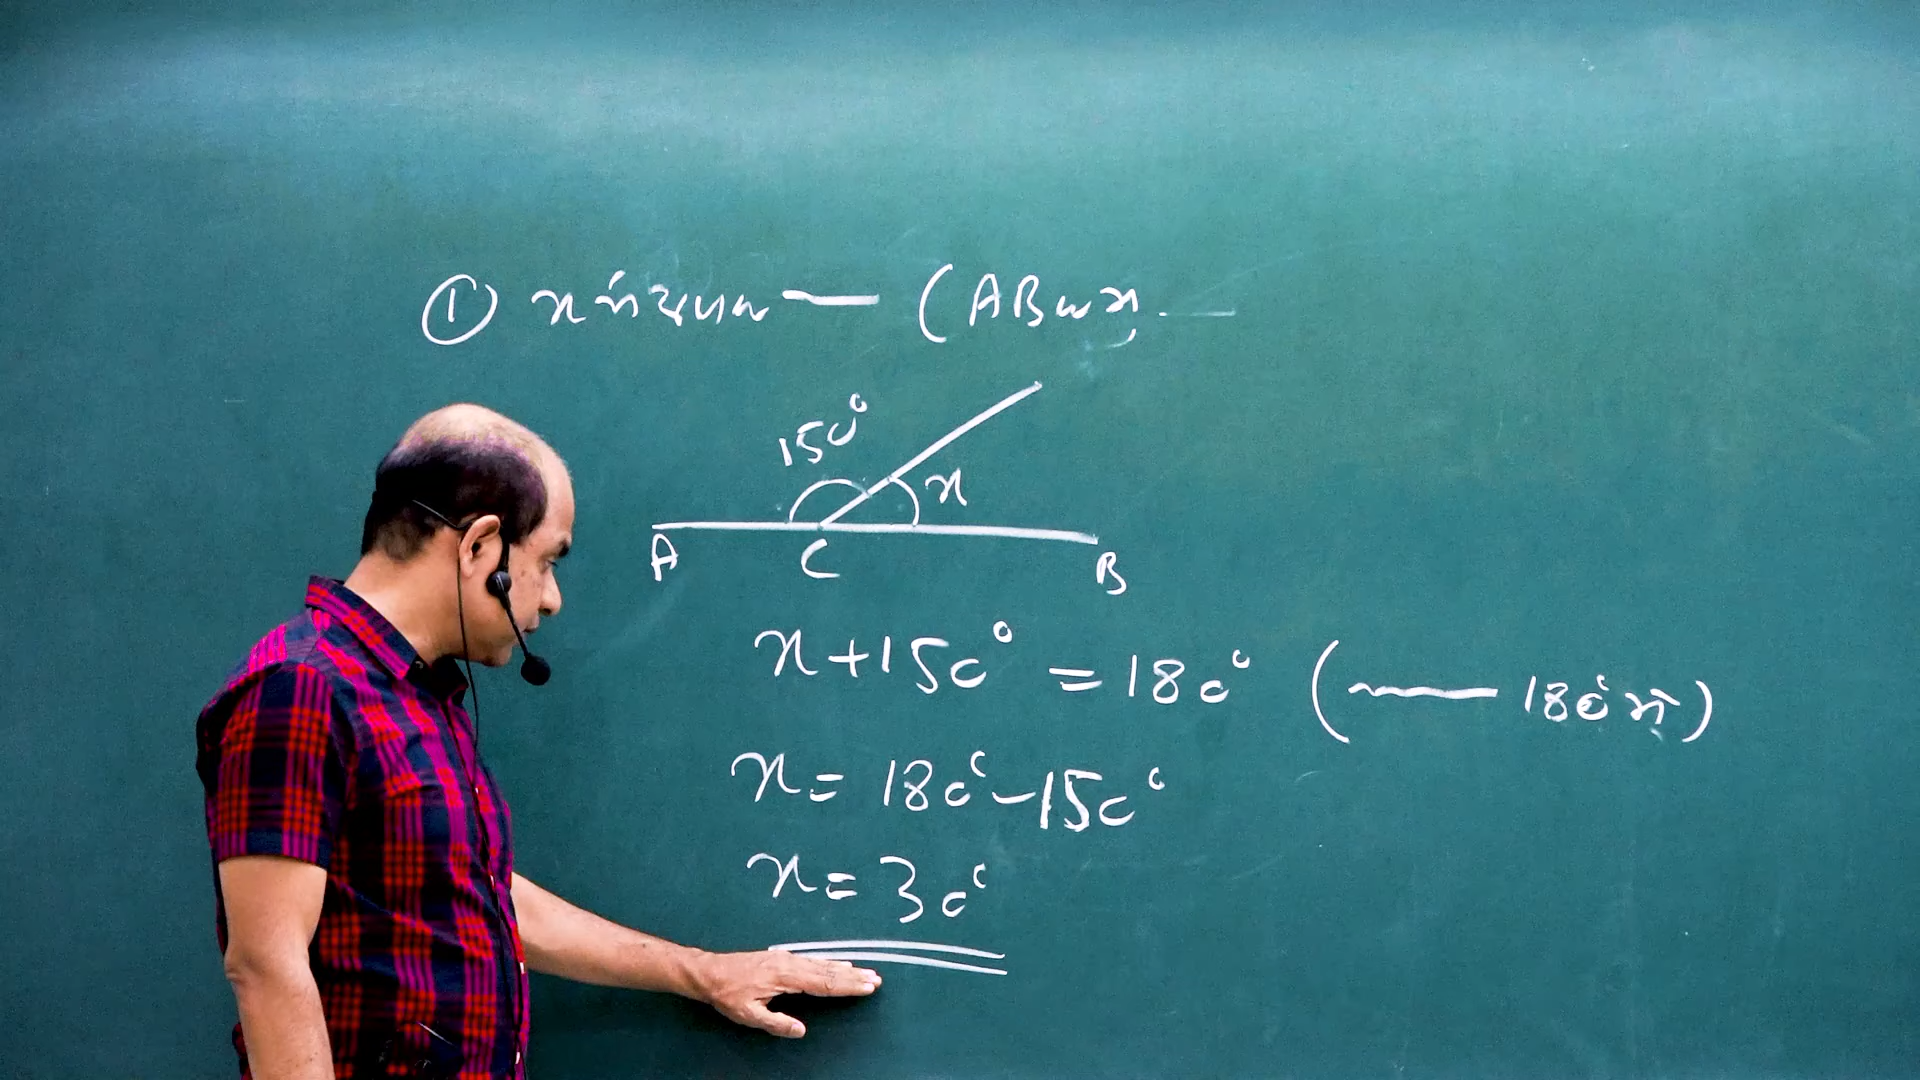 ① x
(AB
150°
x
A C B
x+150° = 180° ( 180°
x = 180° - 150°
x = 30°